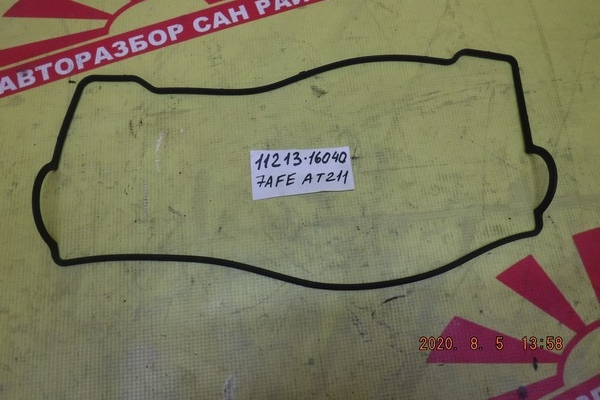 АВТОРАЗБОР САН РАЙ
11213-16040
7AFE AT211
2020. 8. 5 13:58